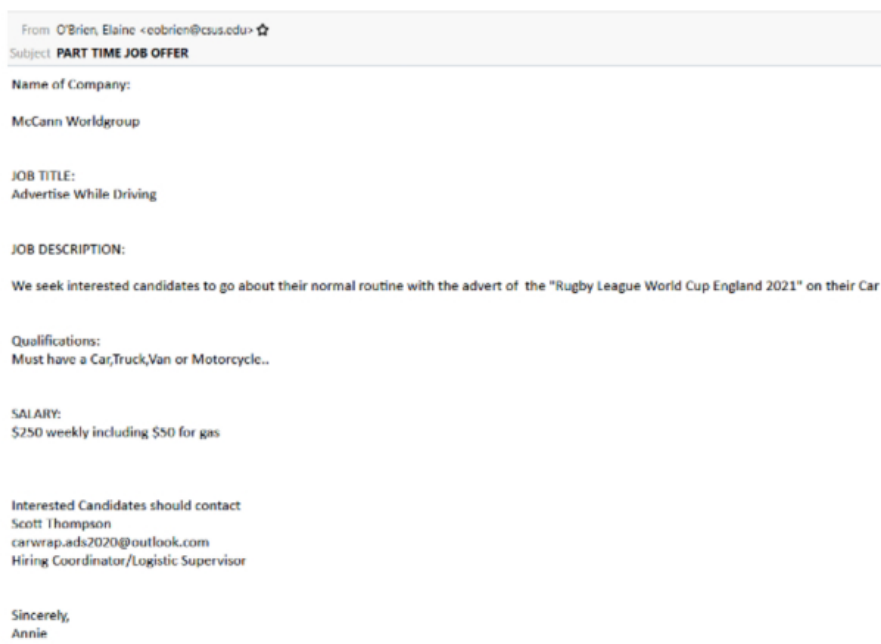 From O'Brien, Elaine <eobrien@csus.edu>
Subject PART TIME JOB OFFER
Name of Company:
McCann Worldgroup
JOB TITLE:
Advertise While Driving
JOB DESCRIPTION:
We seek interested candidates to go about their normal routine with the advert of the "Rugby League World Cup England 2021" on their Car
Qualifications:
Must have a Car,Truck,Van or Motorcycle..
SALARY:
$250 weekly including $50 for gas
Interested Candidates should contact
Scott Thompson
carwrap.ads2020@outlook.com
Hiring Coordinator/Logistic Supervisor
Sincerely,
Annie